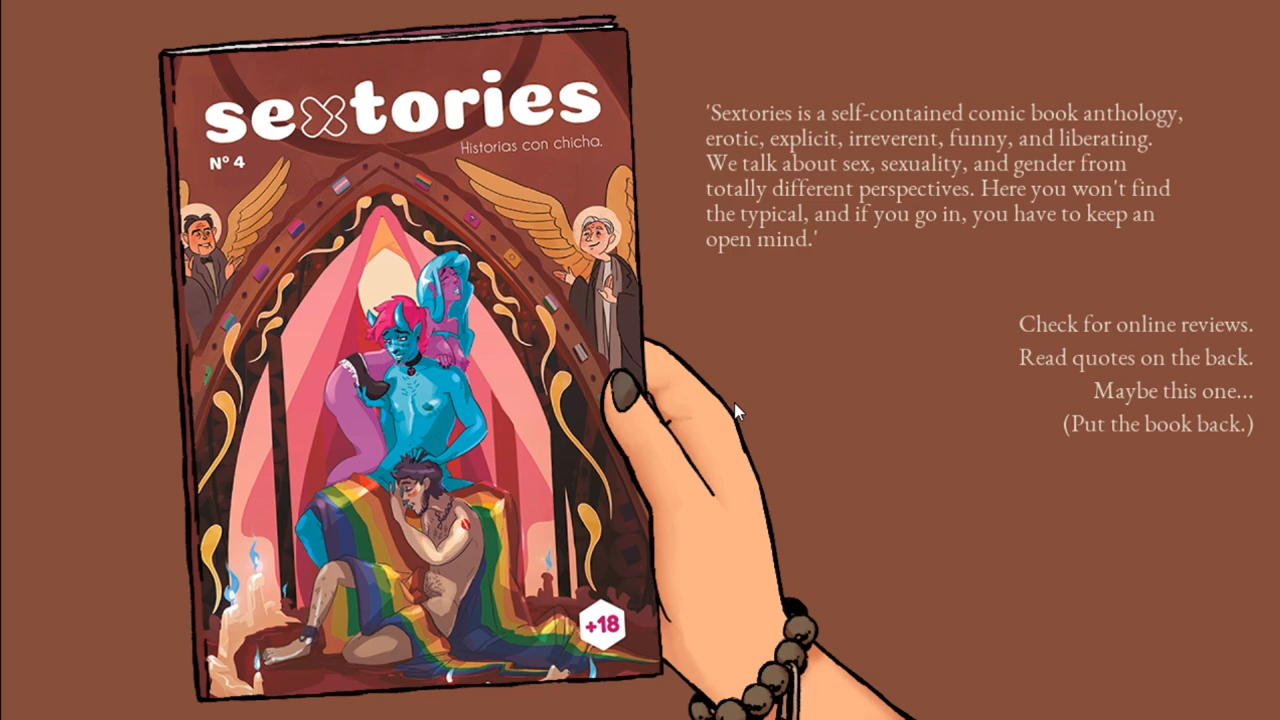 sextories
Nº 4
Historias con chicha.
+18
'Sextories is a self-contained comic book anthology,
erotic, explicit, irreverent, funny, and liberating.
We talk about sex, sexuality, and gender from
totally different perspectives. Here you won't find
the typical, and if you go in, you have to keep an
open mind.'
Check for online reviews.
Read quotes on the back.
Maybe this one...
(Put the book back.)